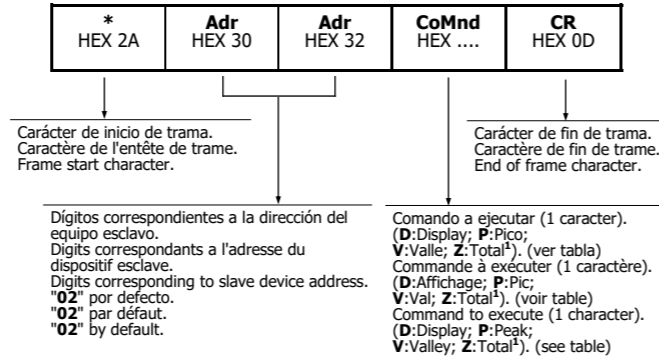 * Adr Adr CoMnd CR
HEX 2A HEX 30 HEX 32 HEX .... HEX 0D
Carácter de inicio de trama.
Caractère de l'entête de trame.
Frame start character.
Carácter de fin de trama.
Caractère de fin de trame.
End of frame character.
Dígitos correspondientes a la dirección del
equipo esclavo.
Digits correspondants a l'adresse du
dispositif esclave.
Digits corresponding to slave device address.
"02" por defecto.
"02" par défaut.
"02" by default.
Comando a ejecutar (1 caracter).
(D:Display; P:Pico;
V:Valle; Z:Total¹). (ver tabla)
Commande à exécuter (1 charactère).
(D:Affichage; P:Pic;
V:Val; Z:Total¹). (voir table)
Command to execute (1 character).
(D:Display; P:Peak;
V:Valley; Z:Total¹). (see table)